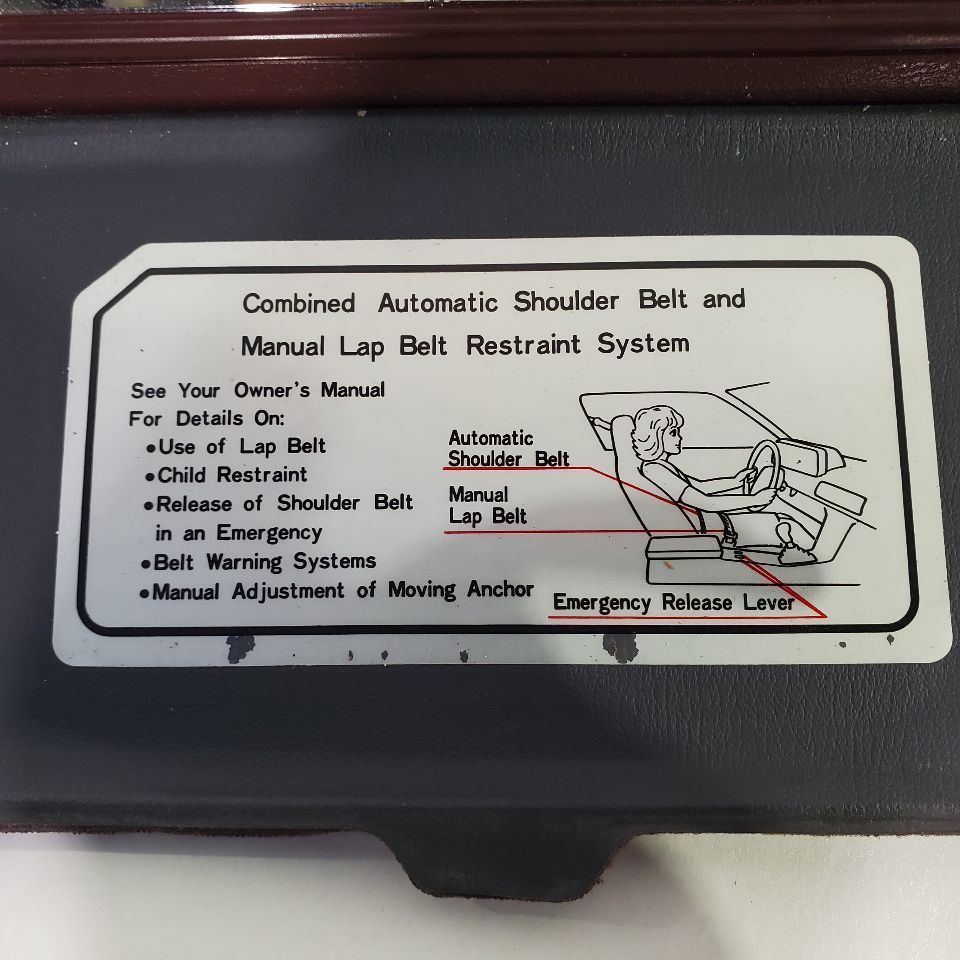 Combined Automatic Shoulder Belt and
Manual Lap Belt Restraint System
See Your Owner's Manual
For Details On:
•Use of Lap Belt
•Child Restraint
•Release of Shoulder Belt
in an Emergency
•Belt Warning Systems
•Manual Adjustment of Moving Anchor
Automatic
Shoulder Belt
Manual
Lap Belt
Emergency Release Lever